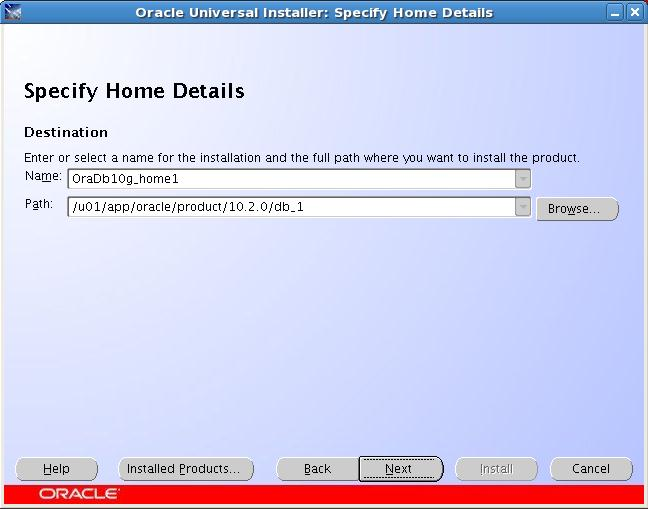 Oracle Universal Installer: Specify Home Details
Specify Home Details
Destination
Enter or select a name for the installation and the full path where you want to install the product.
Name: OraDb10g_home1
Path: /u01/app/oracle/product/10.2.0/db_1 Browse...
Help Installed Products... Back Next Install Cancel
ORACLE